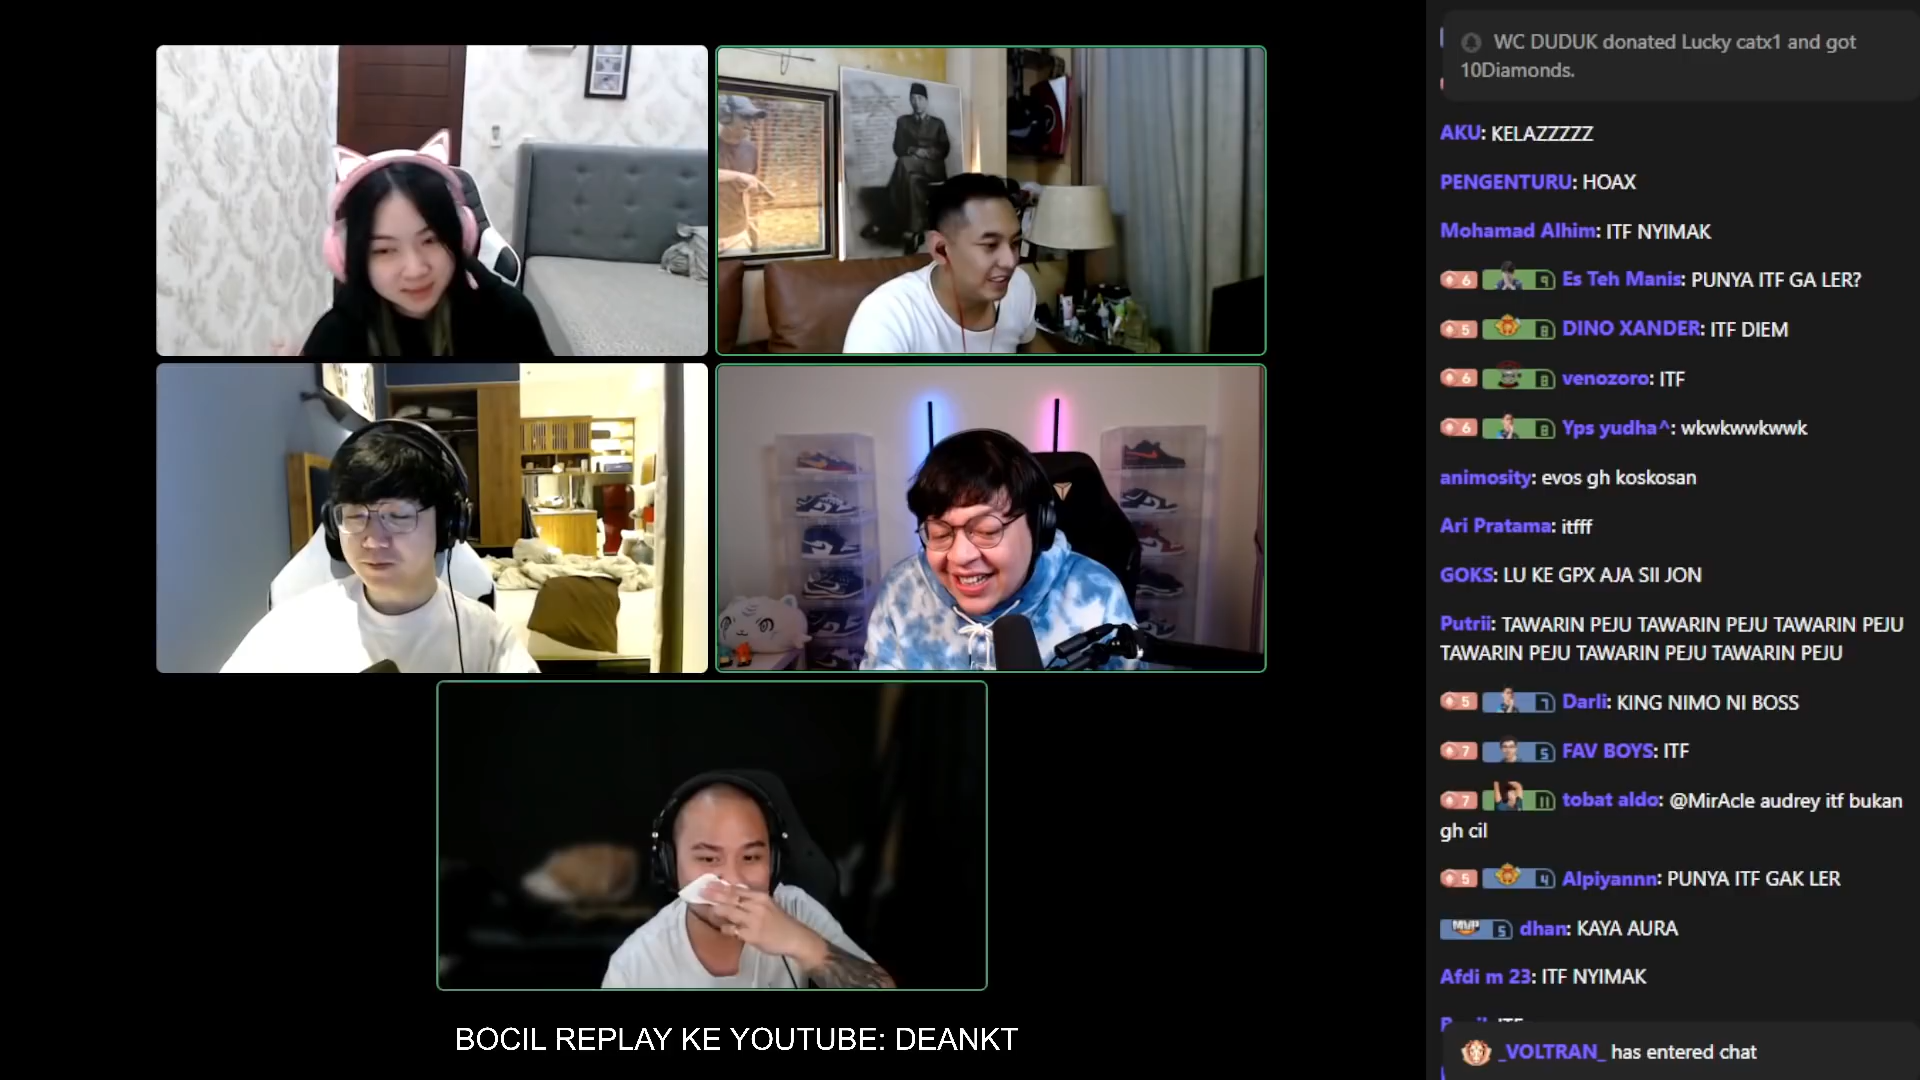 WC DUDUK donated Lucky catx1 and got
10Diamonds.
AKU: KELAZZZZZ
PENGENTURU: HOAX
Mohamad Alhim: ITF NYIMAK
6 9 Es Teh Manis: PUNYA ITF GA LER?
5 8 DINO XANDER: ITF DIEM
6 8 venozoro: ITF
6 8 Yps yudha^: wkwkwwkwwk
animosity: evos gh koskosan
Ari Pratama: itfff
GOKS: LU KE GPX AJA SII JON
Putrii: TAWARIN PEJU TAWARIN PEJU TAWARIN PEJU
TAWARIN PEJU TAWARIN PEJU TAWARIN PEJU
5 7 Darli: KING NIMO NI BOSS
7 5 FAV BOYS: ITF
7 11 tobat aldo: @MirAcle audrey itf bukan
gh cil
5 4 Alpiyannn: PUNYA ITF GAK LER
MVP 5 dhan: KAYA AURA
Afdi m 23: ITF NYIMAK
_VOLTRAN_ has entered chat
BOCIL REPLAY KE YOUTUBE: DEANKT